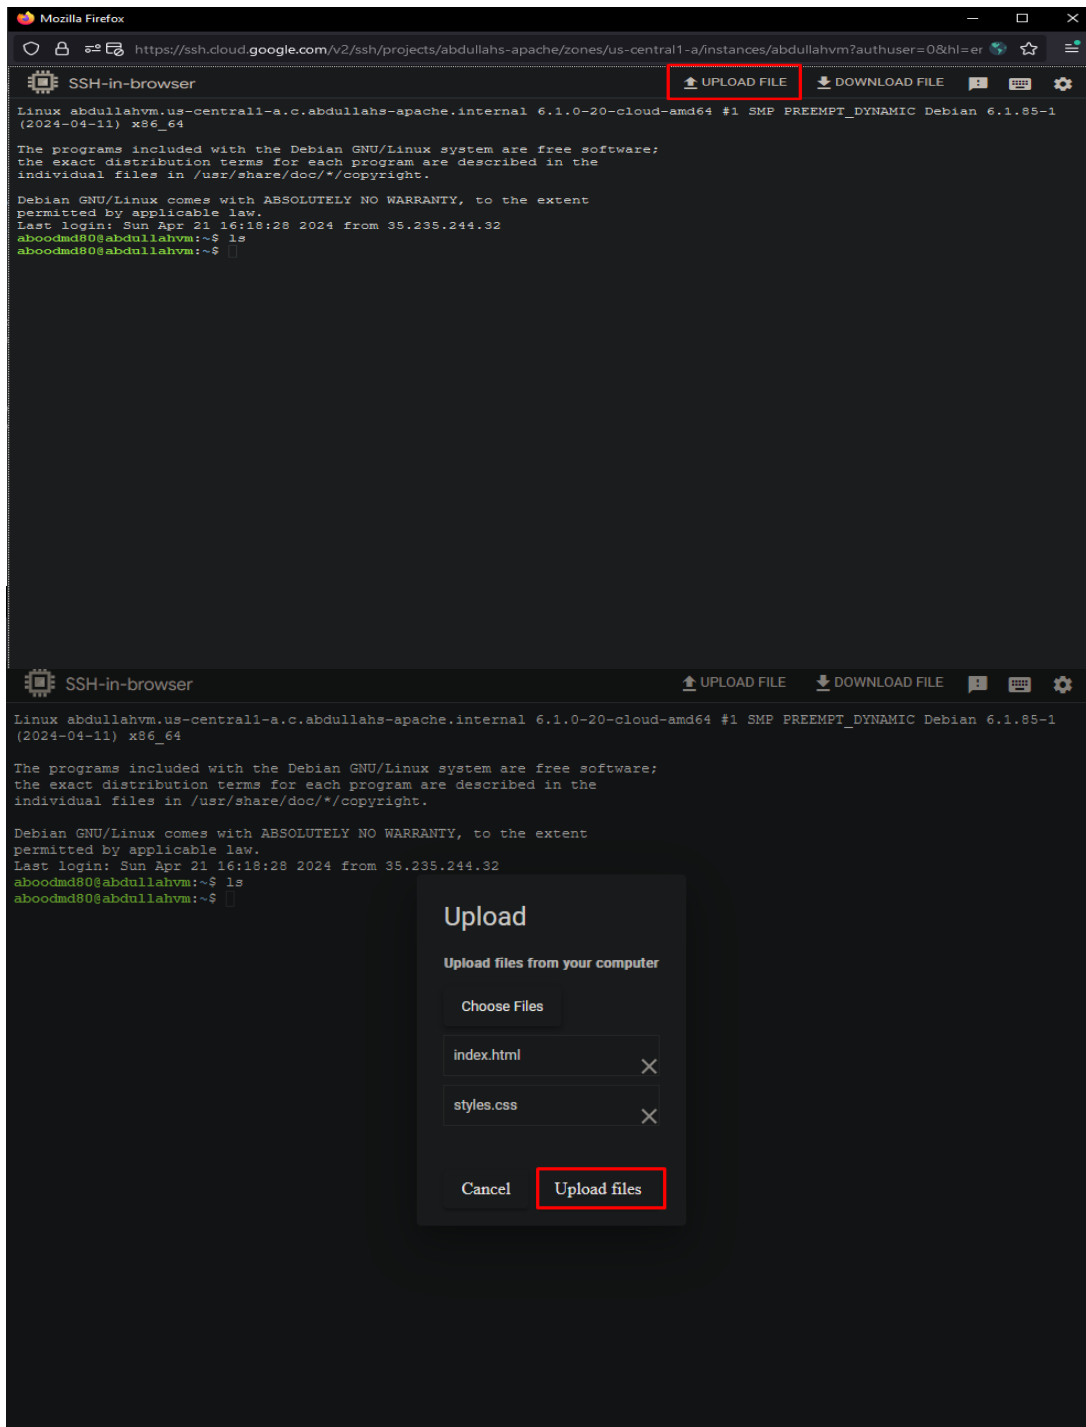 Mozilla Firefox
https://ssh.cloud.google.com/v2/ssh/projects/abdullahs-apache/zones/us-central1-a/instances/abdullahvm?authuser=0&hl=er
SSH-in-browser UPLOAD FILE DOWNLOAD FILE
Linux abdullahvm.us-central1-a.c.abdullahs-apache.internal 6.1.0-20-cloud-amd64 #1 SMP PREEMPT_DYNAMIC Debian 6.1.85-1
(2024-04-11) x86_64
The programs included with the Debian GNU/Linux system are free software;
the exact distribution terms for each program are described in the
individual files in /usr/share/doc/*/copyright.
Debian GNU/Linux comes with ABSOLUTELY NO WARRANTY, to the extent
permitted by applicable law.
Last login: Sun Apr 21 16:18:28 2024 from 35.235.244.32
aboodmd80@abdullahvm:~$ ls
aboodmd80@abdullahvm:~$
SSH-in-browser UPLOAD FILE DOWNLOAD FILE
Linux abdullahvm.us-central1-a.c.abdullahs-apache.internal 6.1.0-20-cloud-amd64 #1 SMP PREEMPT_DYNAMIC Debian 6.1.85-1
(2024-04-11) x86_64
The programs included with the Debian GNU/Linux system are free software;
the exact distribution terms for each program are described in the
individual files in /usr/share/doc/*/copyright.
Debian GNU/Linux comes with ABSOLUTELY NO WARRANTY, to the extent
permitted by applicable law.
Last login: Sun Apr 21 16:18:28 2024 from 35.235.244.32
aboodmd80@abdullahvm:~$ ls
aboodmd80@abdullahvm:~$
Upload
Upload files from your computer
Choose Files
index.html
styles.css
Cancel Upload files